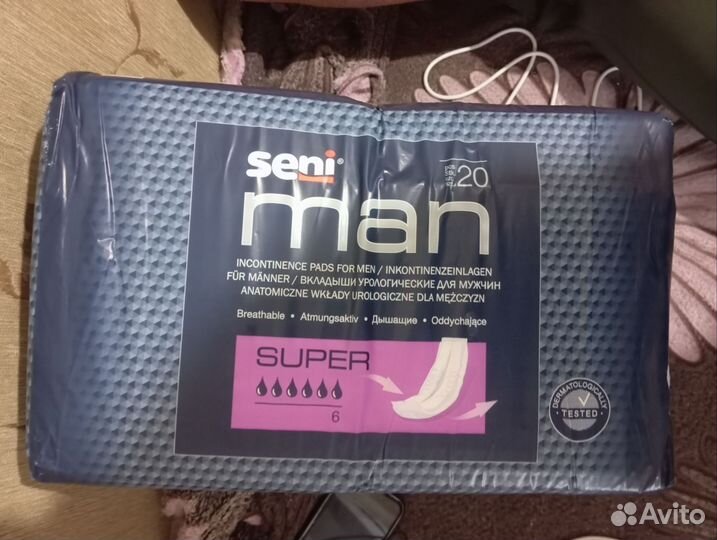 seni®
20
man
INCONTINENCE PADS FOR MEN / INKONTINENZEINLAGEN
FÜR MÄNNER / ВКЛАДЫШИ УРОЛОГИЧЕСКИЕ ДЛЯ МУЖЧИН
ANATOMICZNE WKŁADY UROLOGICZNE DLA MĘŻCZYZN
Breathable • Atmungsaktiv • Дышащие • Oddychające
SUPER
6
DERMATOLOGICALLY
TESTED
Avito